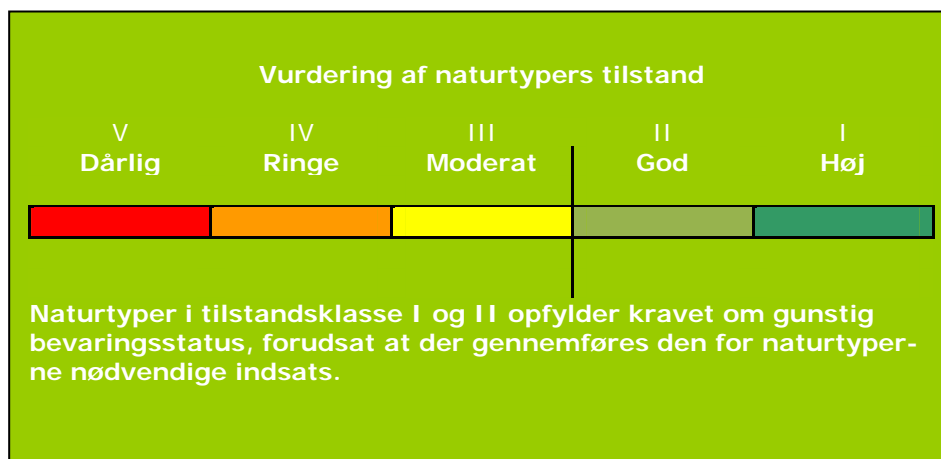 Vurdering af naturtypers tilstand
V IV III II I
Dårlig Ringe Moderat God Høj
Naturtyper i tilstandsklasse I og II opfylder kravet om gunstig
bevaringsstatus, forudsat at der gennemføres den for naturtyper-
ne nødvendige indsats.